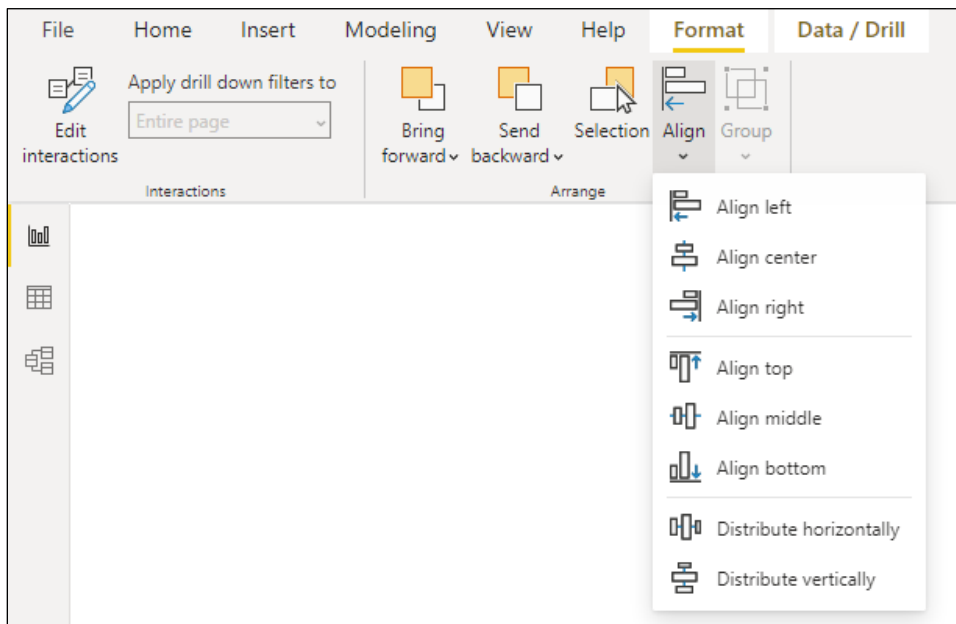 File Home Insert Modeling View Help Format Data / Drill
Apply drill down filters to
Entire page
Edit
interactions
Interactions
Bring
forward
Send
backward
Selection
Align
Group
Arrange
Align left
Align center
Align right
Align top
Align middle
Align bottom
Distribute horizontally
Distribute vertically